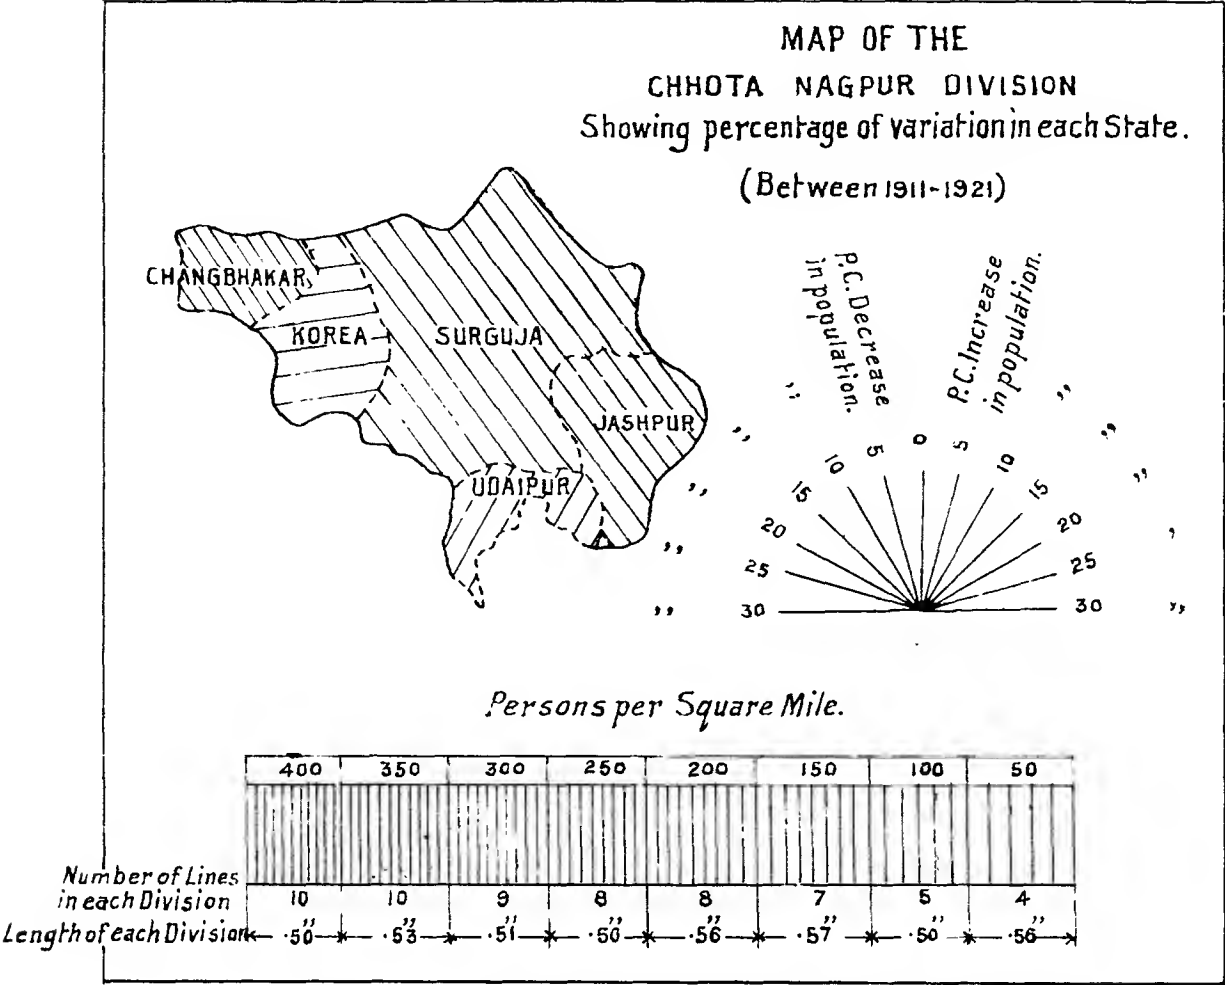 MAP OF THE
CHHOTA NAGPUR DIVISION
Showing percentage of variation in each State.
(Between 1911-1921)
CHANGBHAKAR
KOREA
SURGUJA
JASHPUR
UDAIPUR
P.C. Decrease
in population.
P.C. Increase
in population.
,, ,, ,, ,, ,,
30 25 20 15 10 5 0 5 10 15 20 25 30
,, ,, ,, , ,,
Persons per Square Mile.
400 350 300 250 200 150 100 50
Number of Lines
in each Division
10 10 9 8 8 7 5 4
Length of each Division
.50" .53" .51" .50" .56" .57" .50" .56"